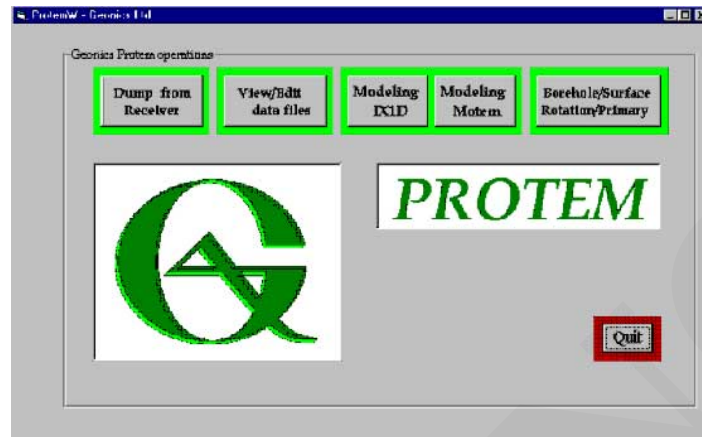 ProtemW - Geonics Ltd
Geonics Protem operations
Dump from
Receiver
View/Edit
data files
Modeling
IX1D
Modeling
Motem
Borehole/Surface
Rotation/Primary
PROTEM
Quit